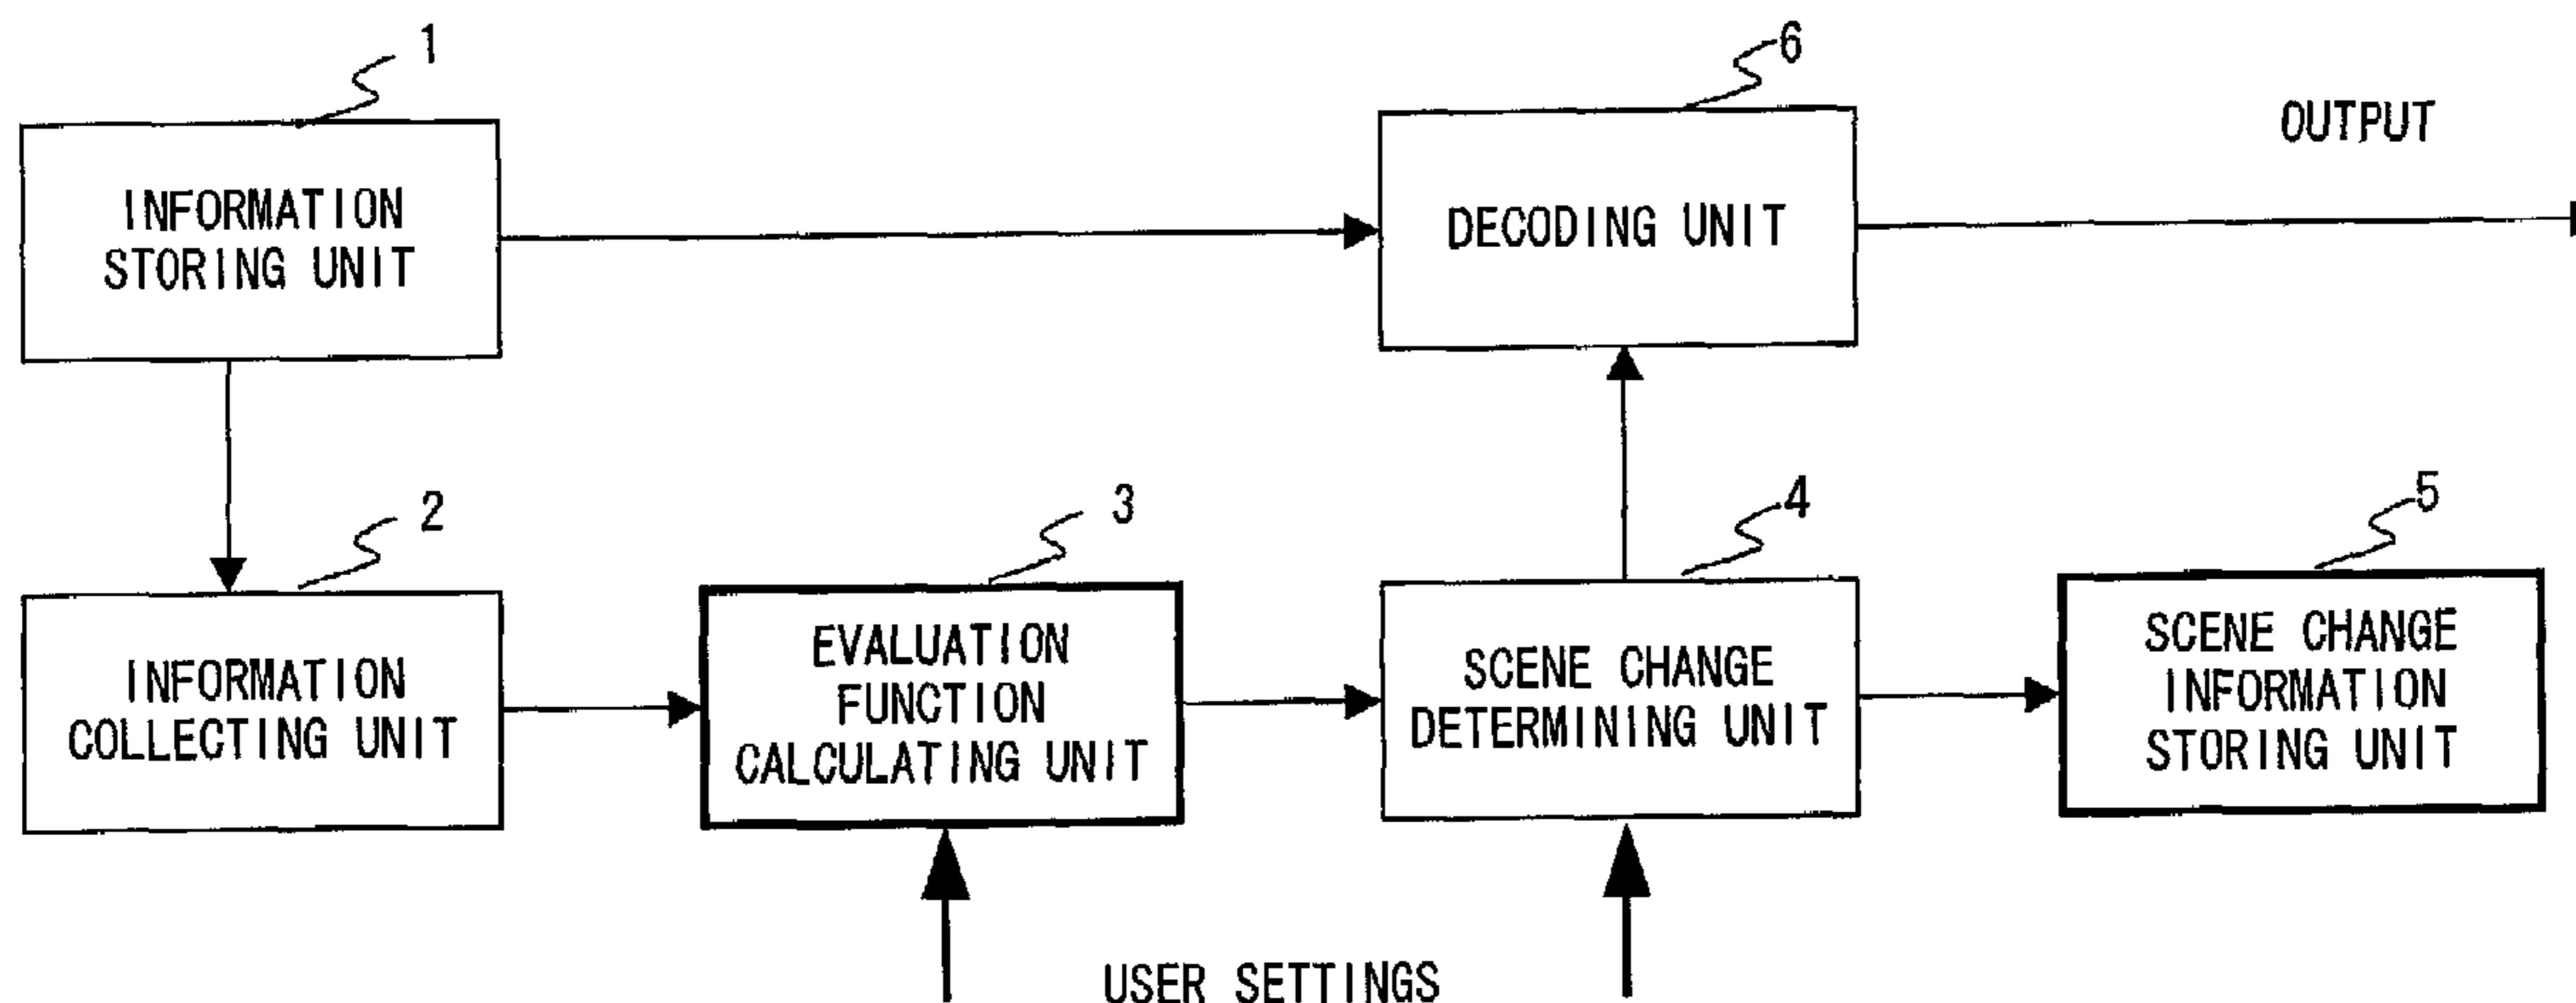 1
6
OUTPUT
INFORMATION
STORING UNIT
DECODING UNIT
2
3
4
5
INFORMATION
COLLECTING UNIT
EVALUATION
FUNCTION
CALCULATING UNIT
SCENE CHANGE
DETERMINING UNIT
SCENE CHANGE
INFORMATION
STORING UNIT
USER SETTINGS